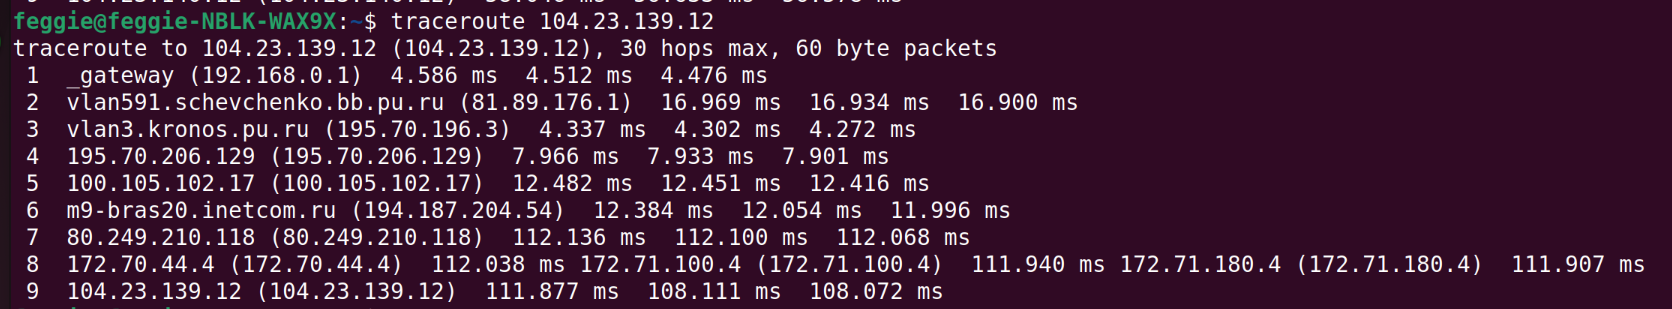 feggie@feggie-NBLK-WAX9X:~$ traceroute 104.23.139.12
traceroute to 104.23.139.12 (104.23.139.12), 30 hops max, 60 byte packets
 1  _gateway (192.168.0.1)  4.586 ms  4.512 ms  4.476 ms
 2  vlan591.schevchenko.bb.pu.ru (81.89.176.1)  16.969 ms  16.934 ms  16.900 ms
 3  vlan3.kronos.pu.ru (195.70.196.3)  4.337 ms  4.302 ms  4.272 ms
 4  195.70.206.129 (195.70.206.129)  7.966 ms  7.933 ms  7.901 ms
 5  100.105.102.17 (100.105.102.17)  12.482 ms  12.451 ms  12.416 ms
 6  m9-bras20.inetcom.ru (194.187.204.54)  12.384 ms  12.054 ms  11.996 ms
 7  80.249.210.118 (80.249.210.118)  112.136 ms  112.100 ms  112.068 ms
 8  172.70.44.4 (172.70.44.4)  112.038 ms 172.71.100.4 (172.71.100.4)  111.940 ms 172.71.180.4 (172.71.180.4)  111.907 ms
 9  104.23.139.12 (104.23.139.12)  111.877 ms  108.111 ms  108.072 ms